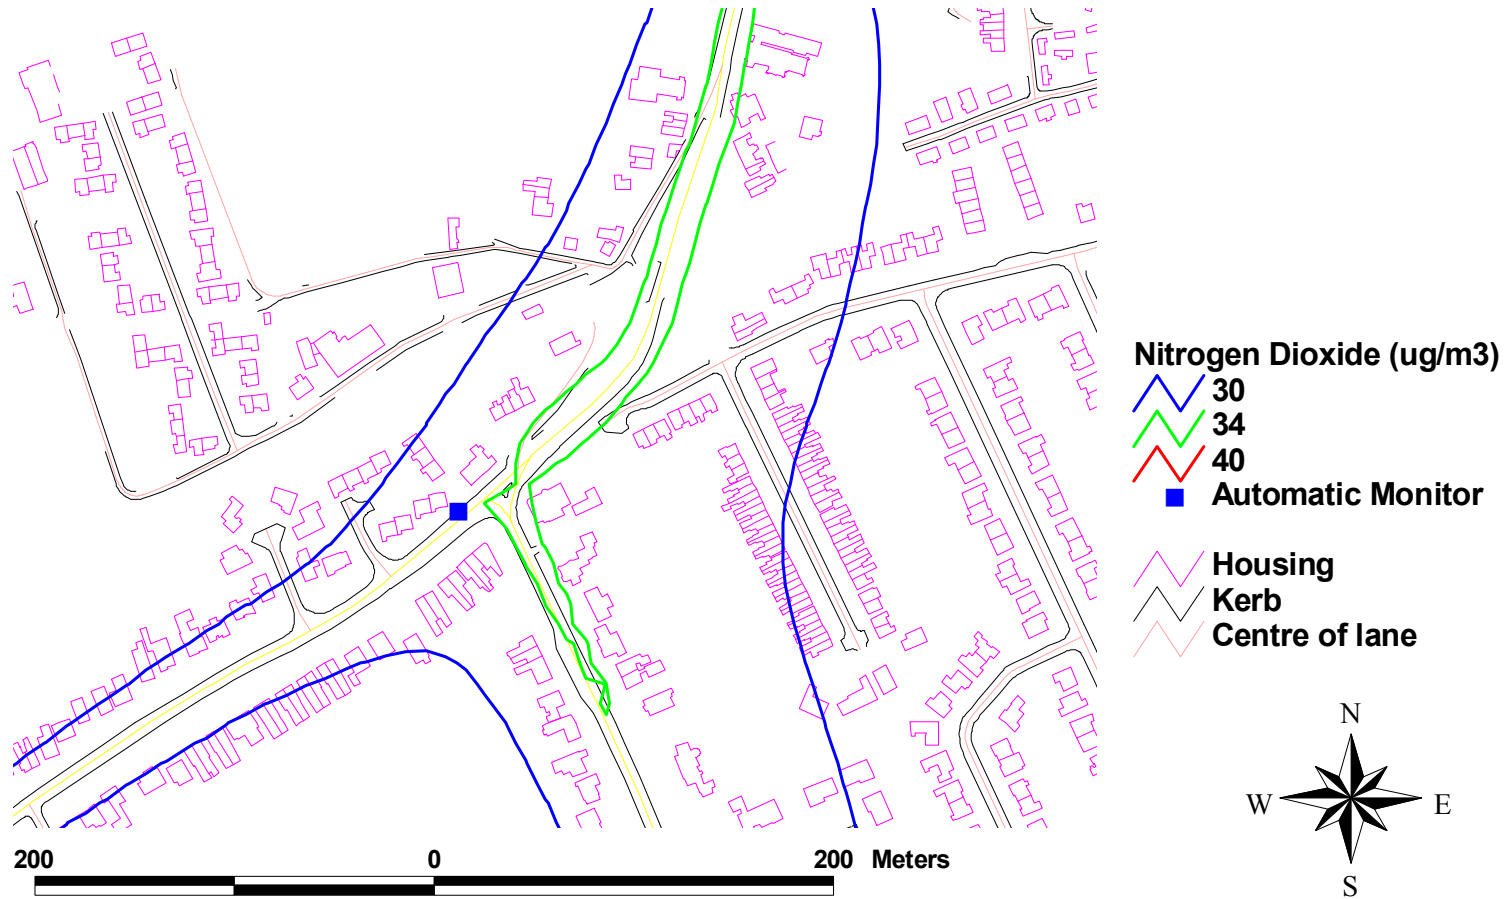 Nitrogen Dioxide (ug/m3)
30
34
40
Automatic Monitor
Housing
Kerb
Centre of lane
N
W E
S
200 0 200 Meters